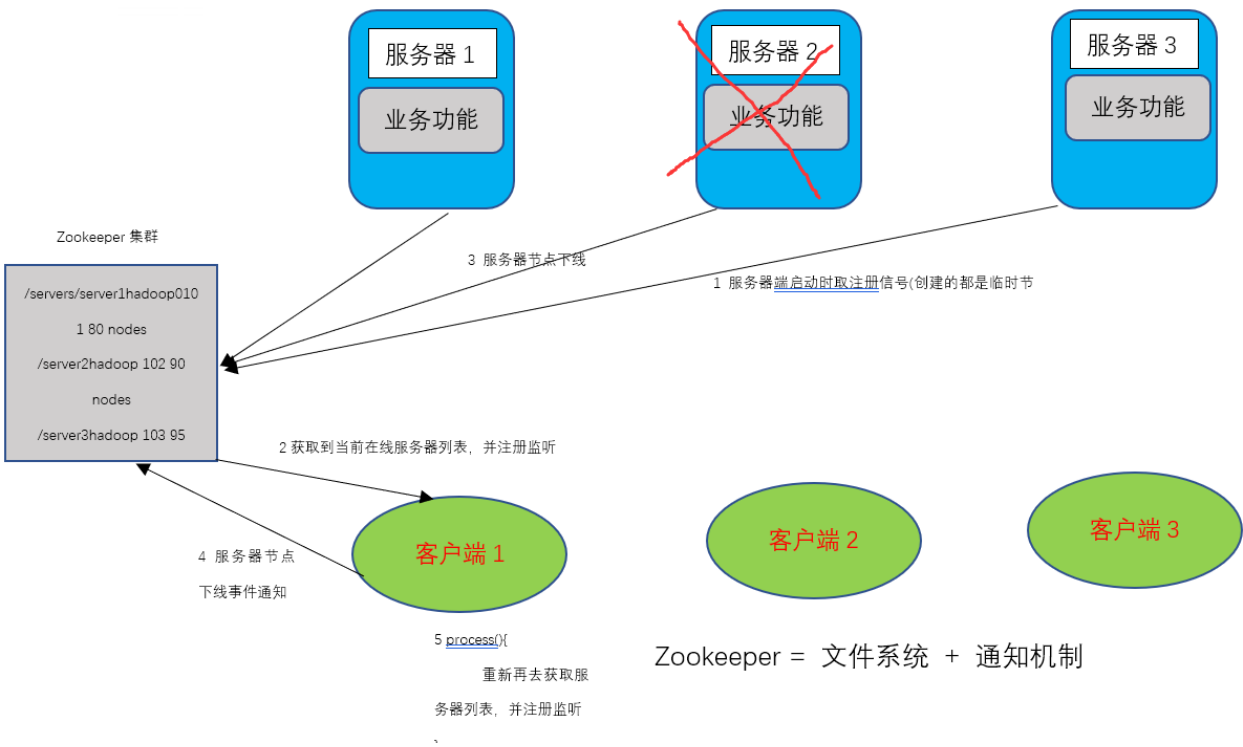 服务器 1
业务功能
服务器 2
业务功能
服务器 3
业务功能
Zookeeper 集群
/servers/server1hadoop010
1 80 nodes
/server2hadoop 102 90
nodes
/server3hadoop 103 95
3 服务器节点下线
1 服务器端启动时取注册信号(创建的都是临时节
2 获取到当前在线服务器列表，并注册监听
4 服务器节点
下线事件通知
客户端 1
客户端 2
客户端 3
5 process(){
重新再去获取服
务器列表，并注册监听
Zookeeper = 文件系统 + 通知机制